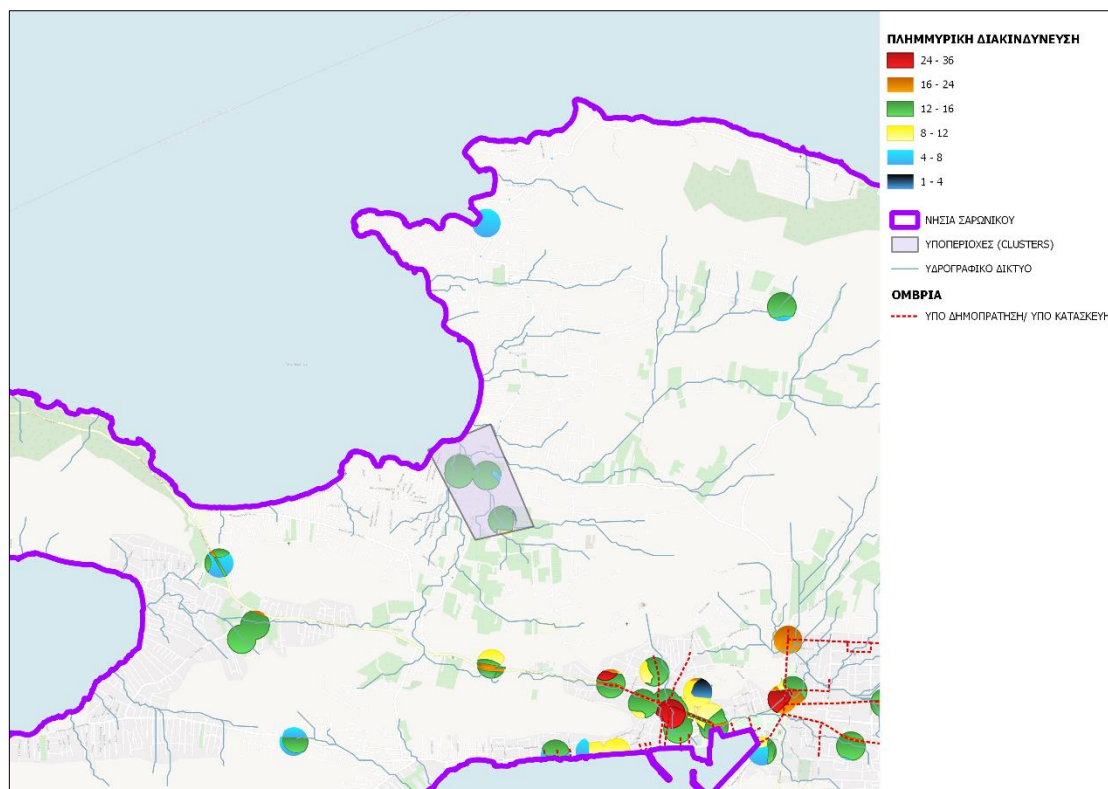 ΠΛΗΜΜΥΡΙΚΗ ΔΙΑΚΙΝΔΥΝΕΥΣΗ
24 - 36
16 - 24
12 - 16
8 - 12
4 - 8
1 - 4
ΝΗΣΙΑ ΣΑΡΩΝΙΚΟΥ
ΥΠΟΠΕΡΙΟΧΕΣ (CLUSTERS)
ΥΔΡΟΓΡΑΦΙΚΟ ΔΙΚΤΥΟ
ΟΜΒΡΙΑ
ΥΠΟ ΔΗΜΟΠΡΑΤΗΣΗ/ ΥΠΟ ΚΑΤΑΣΚΕΥΗ